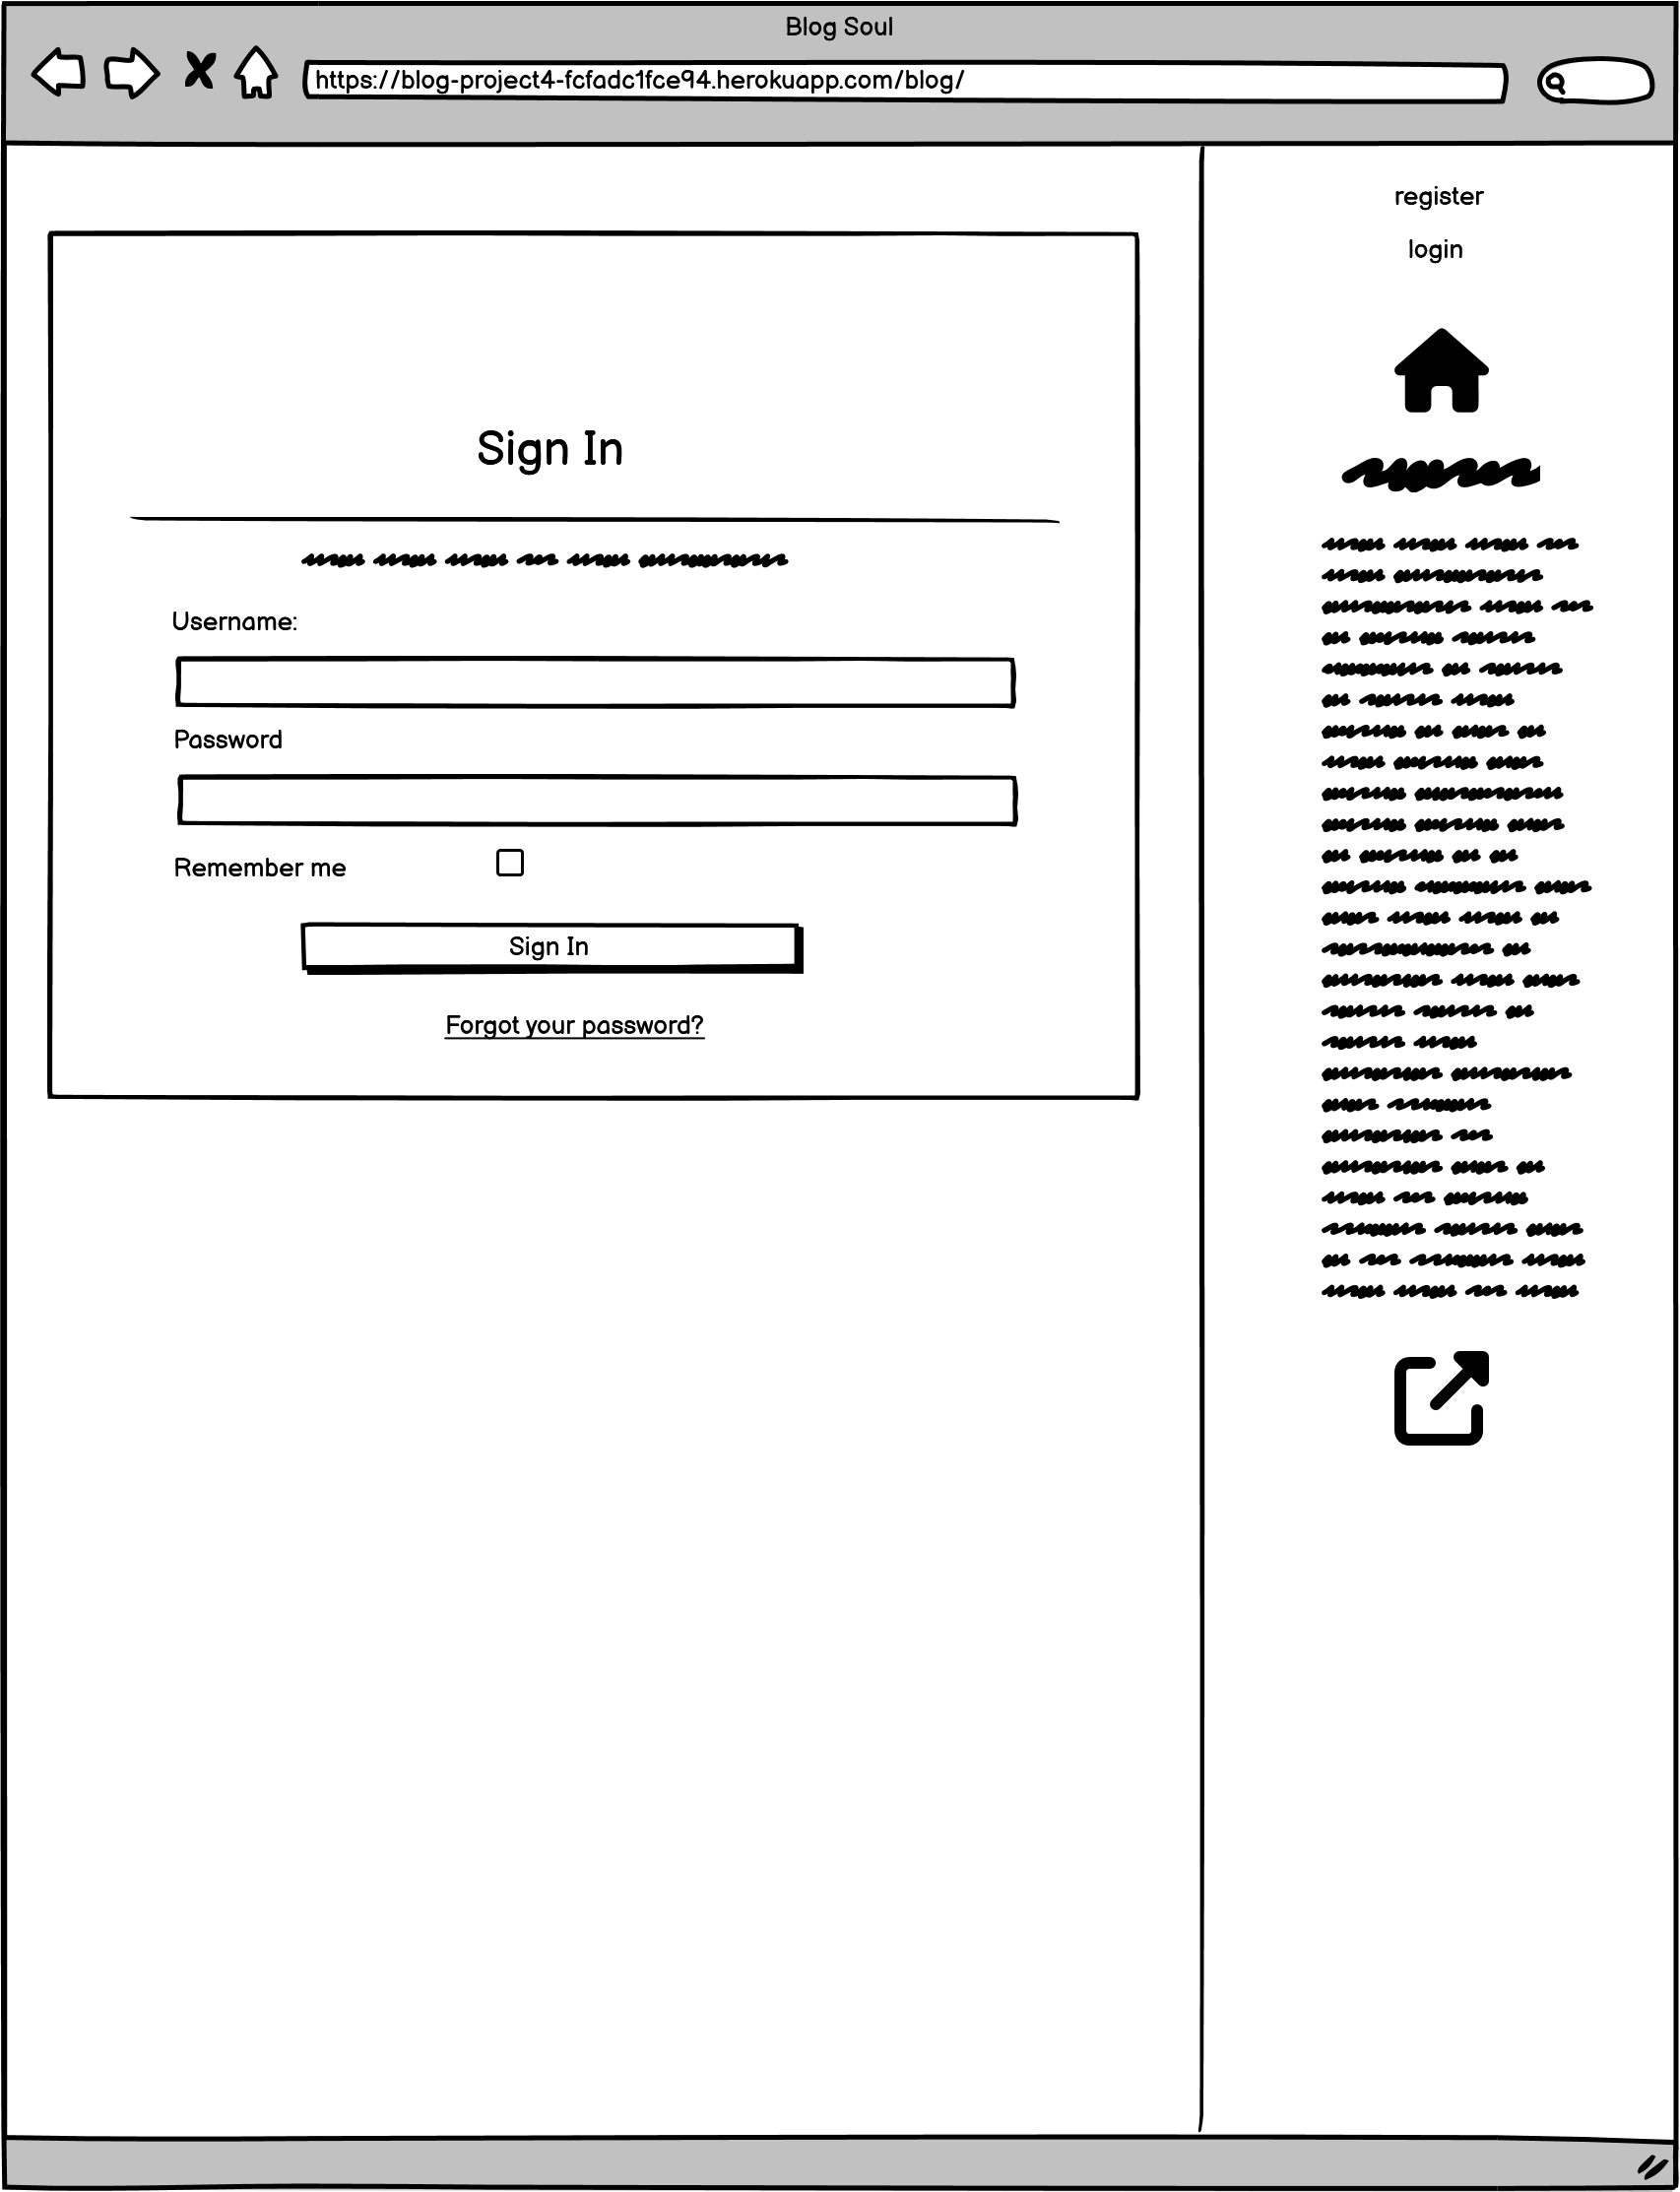 Blog Soul
https://blog-project4-fcfadc1fce94.herokuapp.com/blog/
register
login
Sign In
Username:
Password
Remember me
Sign In
Forgot your password?